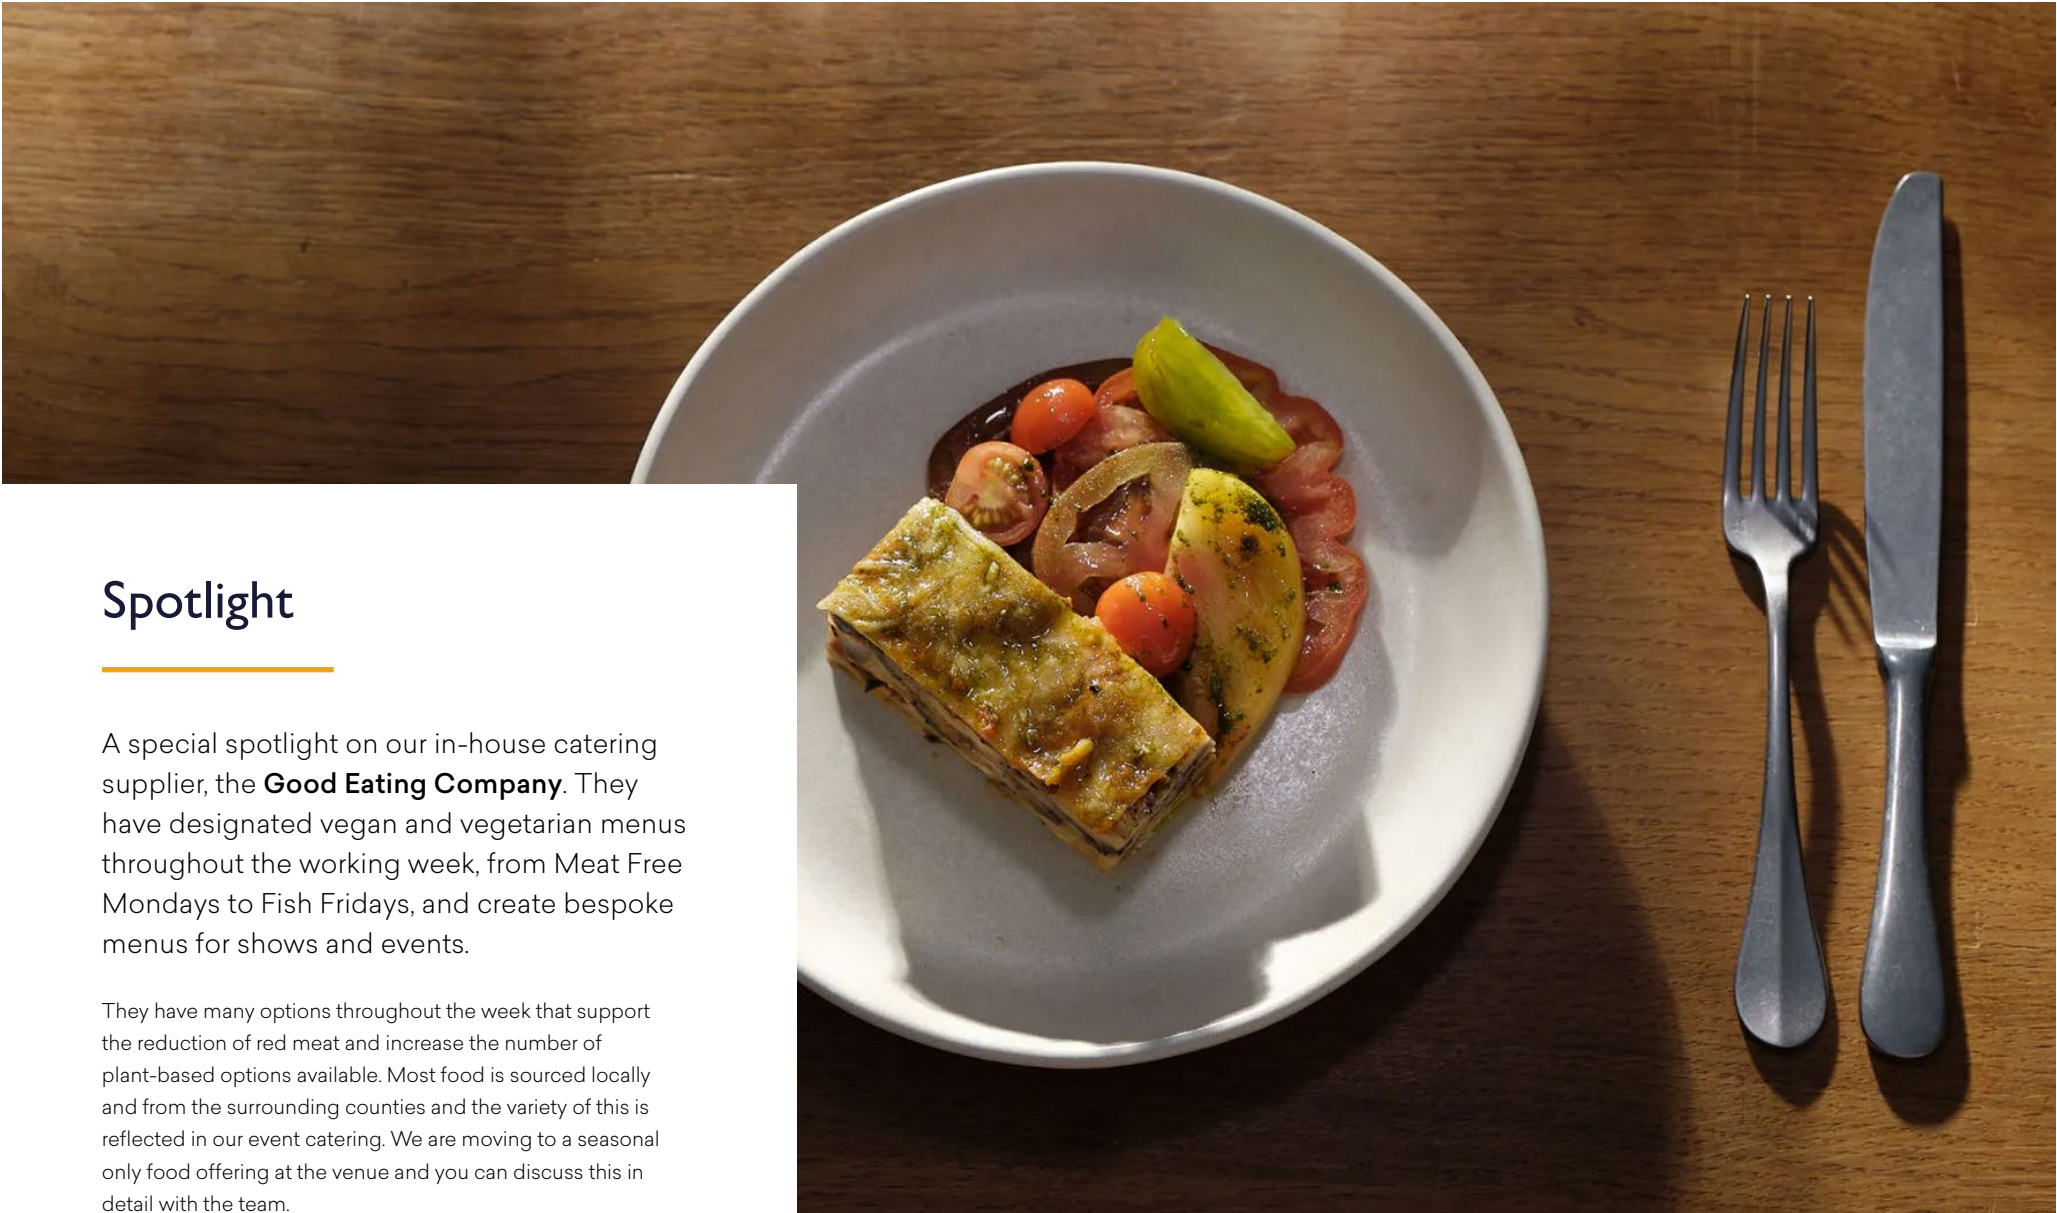 Spotlight
A special spotlight on our in-house catering
supplier, the Good Eating Company. They
have designated vegan and vegetarian menus
throughout the working week, from Meat Free
Mondays to Fish Fridays, and create bespoke
menus for shows and events.
They have many options throughout the week that support
the reduction of red meat and increase the number of
plant-based options available. Most food is sourced locally
and from the surrounding counties and the variety of this is
reflected in our event catering. We are moving to a seasonal
only food offering at the venue and you can discuss this in
detail with the team.